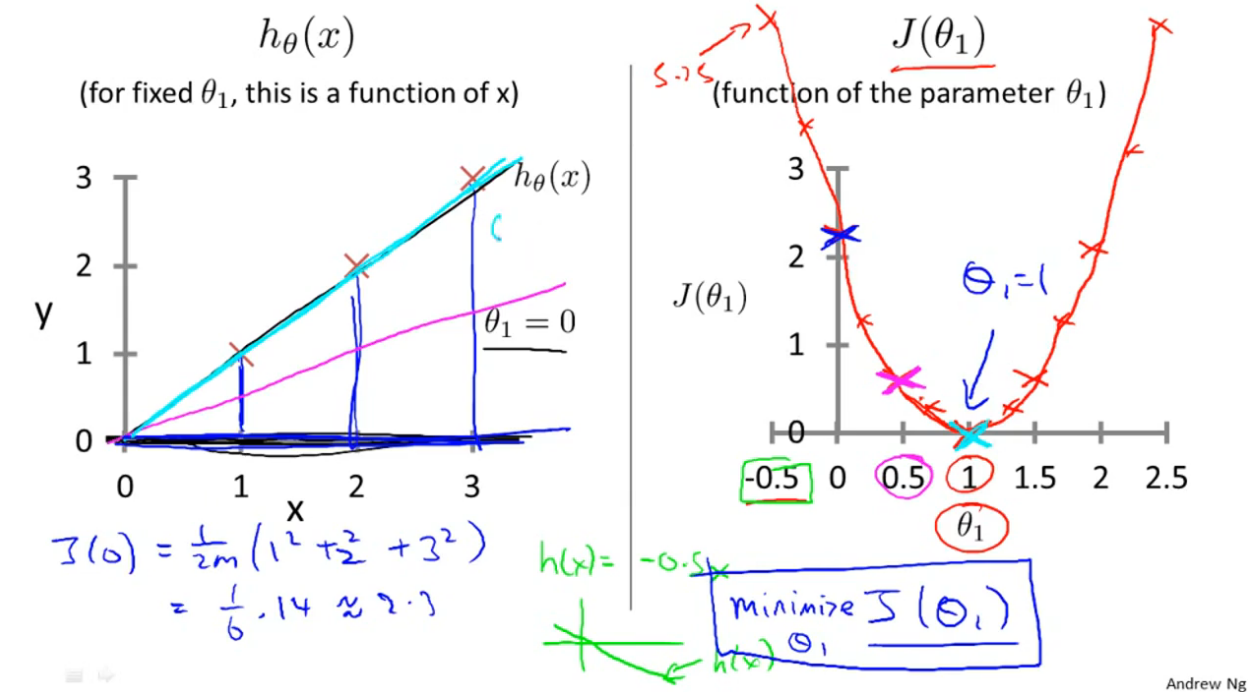 h_θ(x)
(for fixed θ₁, this is a function of x)
3
2
1
0
y
0 1 2 3
x
h_θ(x)
θ₁ = 0
J(0) = 1/2m (1² + 2² + 3²)
= 1/6 · 14 ≈ 2.3
h(x) = -0.5x
h(x)
J(θ₁)
5.25
(function of the parameter θ₁)
3
2
1
0
J(θ₁)
θ₁=1
-0.5 0 0.5 1 1.5 2 2.5
θ₁
minimize J(θ₁)
θ₁
Andrew Ng